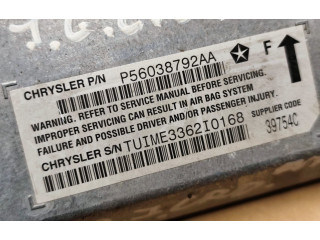 CHRYSLER P/N P56038792AA
F
WARNING. REFER TO SERVICE MANUAL BEFORE SERVICING.
IMPROPER SERVICING CAN RESULT IN AIR BAG SYSTEM
FAILURE AND POSSIBLE DRIVER AND/OR PASSENGER INJURY.
SUPPLIER CODE
CHRYSLER S/N TUIME3362I0168
39754C